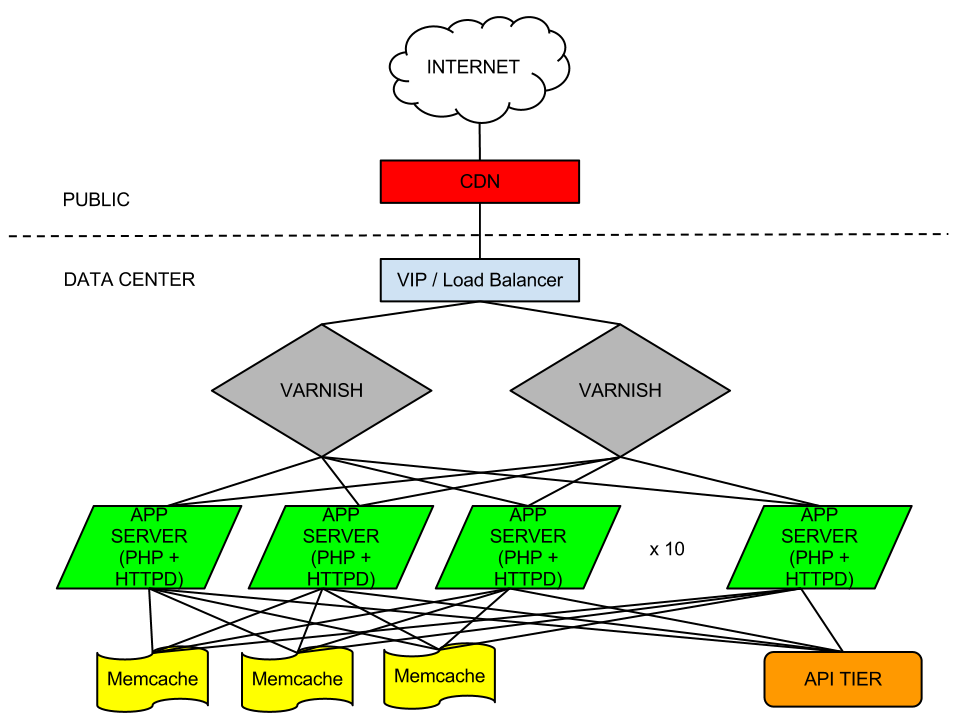 INTERNET
CDN
PUBLIC
DATA CENTER
VIP / Load Balancer
VARNISH
VARNISH
APP
SERVER
(PHP +
HTTPD)
APP
SERVER
(PHP +
HTTPD)
APP
SERVER
(PHP +
HTTPD)
x 10
APP
SERVER
(PHP +
HTTPD)
Memcache
Memcache
Memcache
API TIER